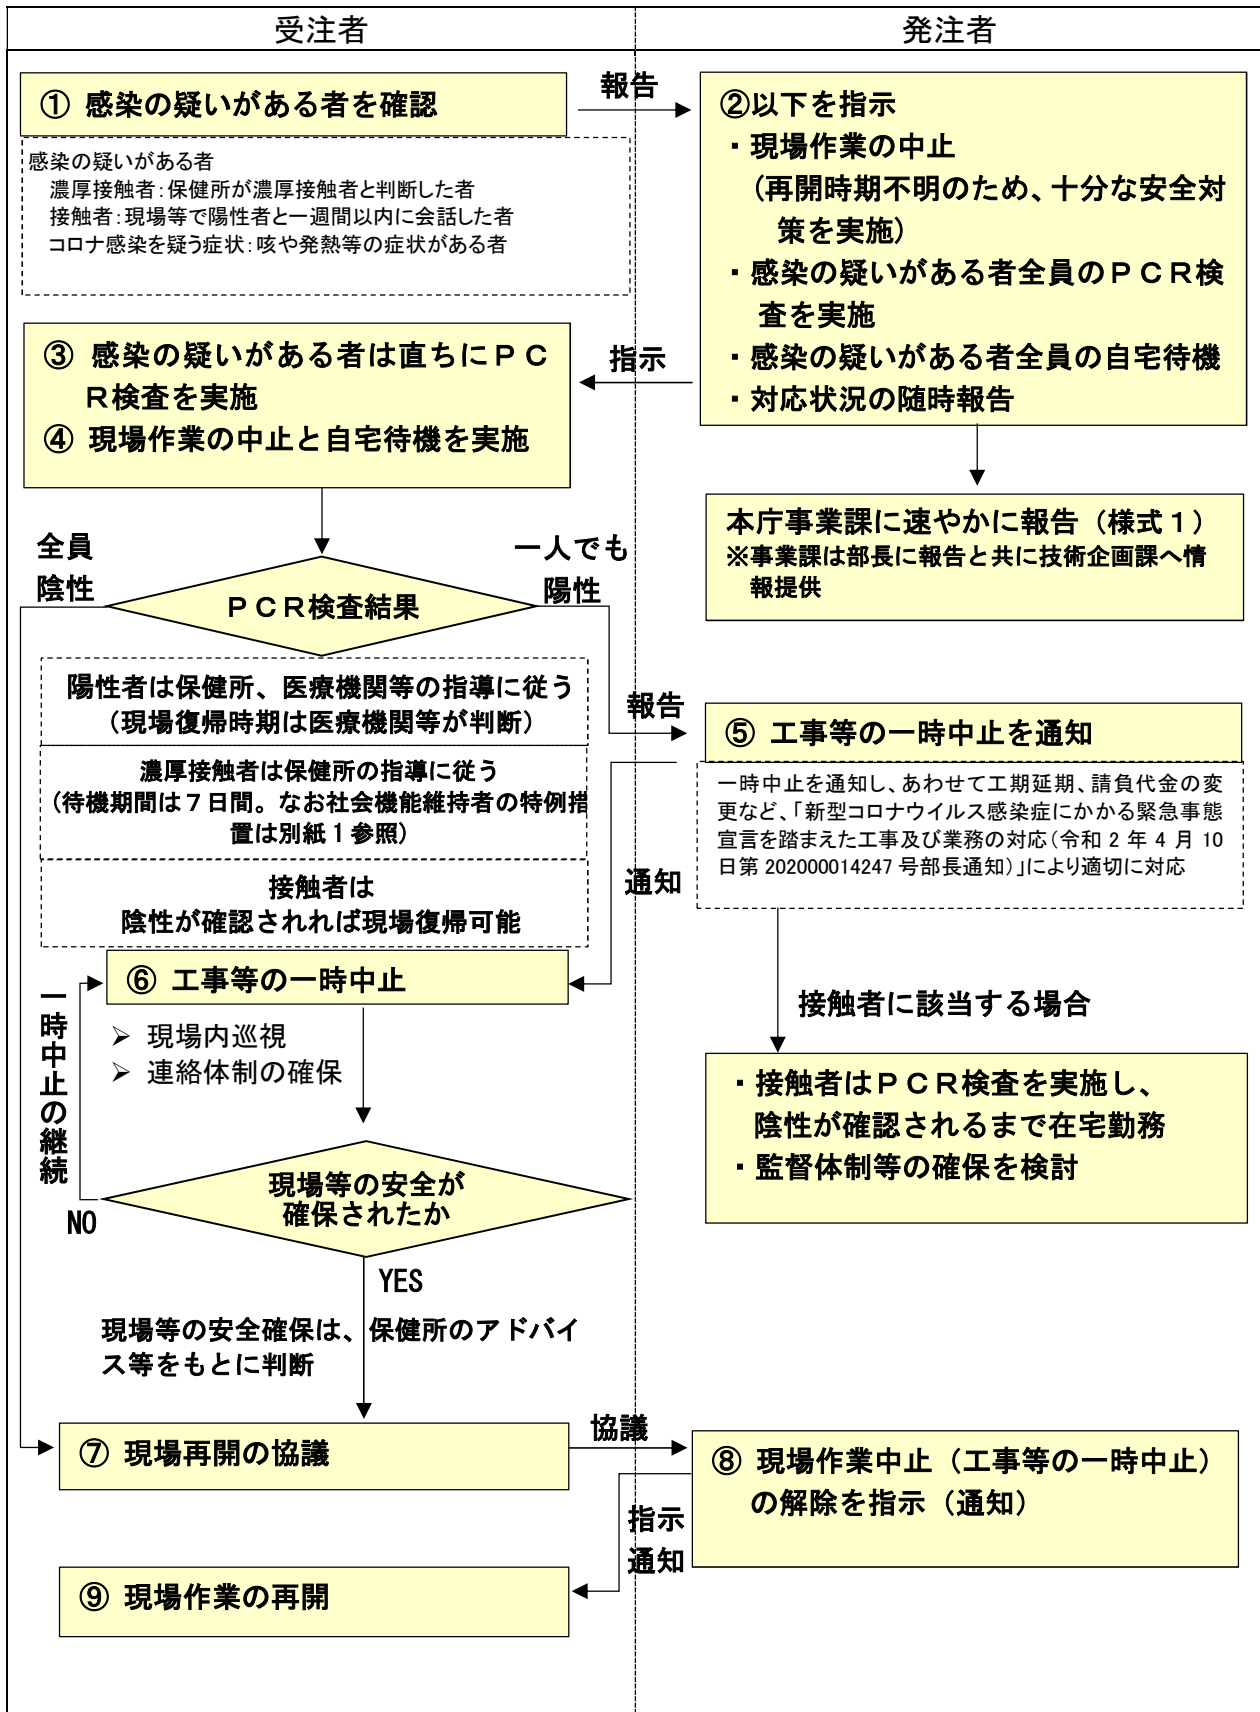 受注者
発注者
① 感染の疑いがある者を確認
報告
感染の疑いがある者
濃厚接触者：保健所が濃厚接触者と判断した者
接触者：現場等で陽性者と一週間以内に会話した者
コロナ感染を疑う症状：咳や発熱等の症状がある者
②以下を指示
・現場作業の中止
（再開時期不明のため、十分な安全対
策を実施）
・感染の疑いがある者全員のＰＣＲ検
査を実施
・感染の疑いがある者全員の自宅待機
・対応状況の随時報告
指示
③ 感染の疑いがある者は直ちにＰＣ
Ｒ検査を実施
④ 現場作業の中止と自宅待機を実施
本庁事業課に速やかに報告（様式１）
※事業課は部長に報告と共に技術企画課へ情
報提供
全員
陰性
一人でも
陽性
ＰＣＲ検査結果
陽性者は保健所、医療機関等の指導に従う
（現場復帰時期は医療機関等が判断）
濃厚接触者は保健所の指導に従う
（待機期間は７日間。なお社会機能維持者の特例措
置は別紙１参照）
接触者は
陰性が確認されれば現場復帰可能
報告
⑤ 工事等の一時中止を通知
一時中止を通知し、あわせて工期延期、請負代金の変
更など、「新型コロナウイルス感染症にかかる緊急事態
宣言を踏まえた工事及び業務の対応（令和 2 年 4 月 10
日第 202000014247 号部長通知）」により適切に対応
通知
⑥ 工事等の一時中止
➢ 現場内巡視
➢ 連絡体制の確保
一時中止の継続
接触者に該当する場合
・接触者はＰＣＲ検査を実施し、
陰性が確認されるまで在宅勤務
・監督体制等の確保を検討
現場等の安全が
確保されたか
NO
YES
現場等の安全確保は、保健所のアドバイ
ス等をもとに判断
⑦ 現場再開の協議
協議
⑧ 現場作業中止（工事等の一時中止）
の解除を指示（通知）
指示
通知
⑨ 現場作業の再開